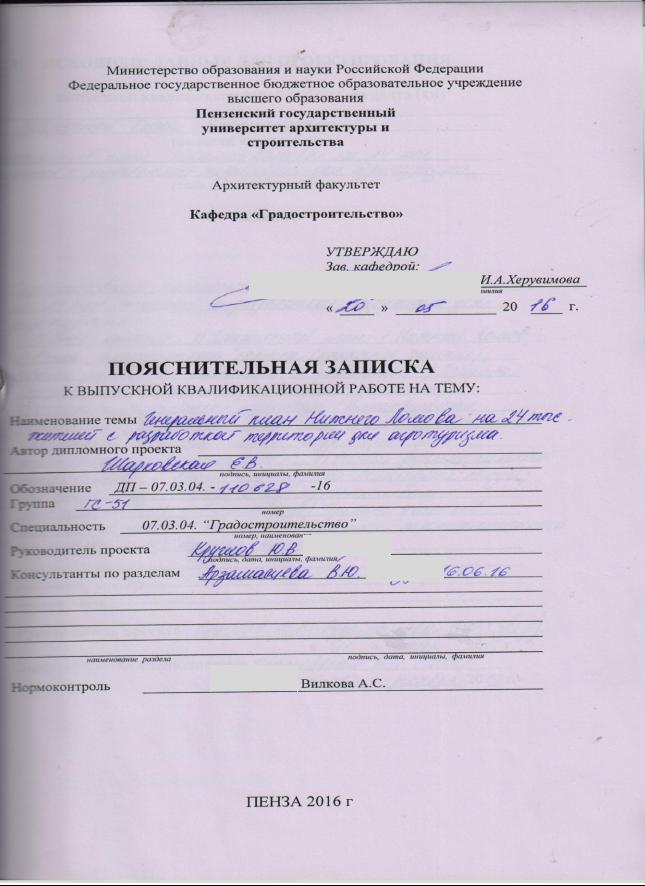 Министерство образования и науки Российской Федерации
Федеральное государственное бюджетное образовательное учреждение
высшего образования
Пензенский государственный
университет архитектуры и
строительства
Архитектурный факультет
Кафедра «Градостроительство»
УТВЕРЖДАЮ
Зав. кафедрой:
И.А.Херувимова
« 20 » 05 20 16 г.
ПОЯСНИТЕЛЬНАЯ ЗАПИСКА
К ВЫПУСКНОЙ КВАЛИФИКАЦИОННОЙ РАБОТЕ НА ТЕМУ:
Наименование темы Генеральный план Нижнего Ломова на 24 тыс.
жителей с разработкой территории для агротуризма.
Автор дипломного проекта
Шарковская Е.В.
подпись, инициалы, фамилия
Обозначение ДП – 07.03.04. - 110628 -16
Группа ГС-51
номер
Специальность 07.03.04. “Градостроительство”
номер, наименован
Руководитель проекта Круглов Ю.В
подпись, дата, инициалы, фамилия
Консультанты по разделам Арзамасцева В.Ю. 16.06.16
наименование раздела подпись, дата, инициалы, фамилия
Нормоконтроль Вилкова А.С.
ПЕНЗА 2016 г